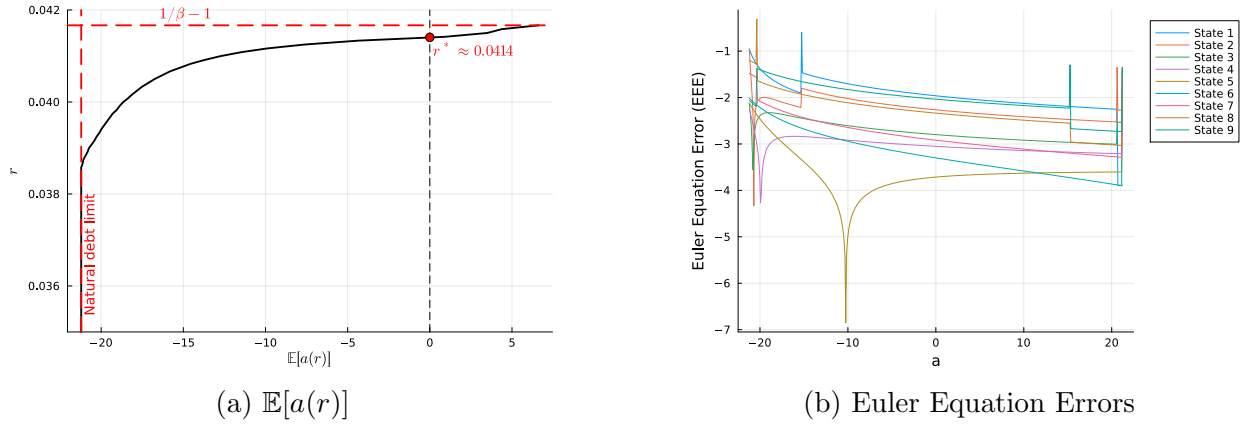 0.042
0.040
0.038
0.036
r
1/β − 1
r* ≈ 0.0414
Natural debt limit
−20 −15 −10 −5 0 5
𝔼[a(r)]
(a) 𝔼[a(r)]
−1
−2
−3
−4
−5
−6
−7
Euler Equation Error (EEE)
−20 −10 0 10 20
a
State 1
State 2
State 3
State 4
State 5
State 6
State 7
State 8
State 9
(b) Euler Equation Errors